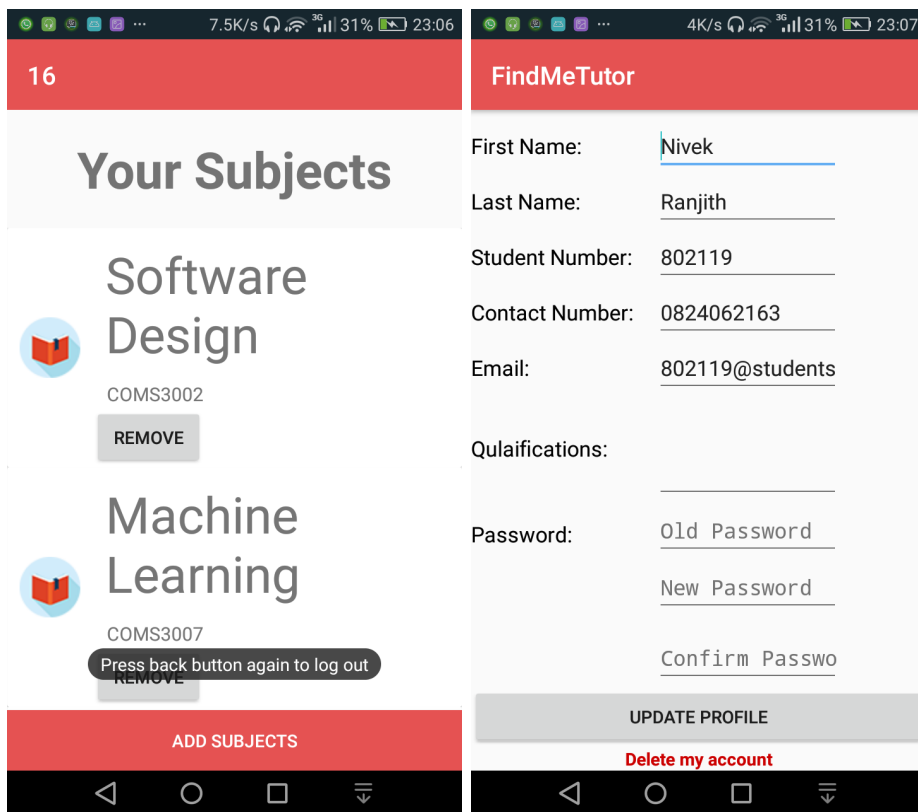 7.5K/s 3G 31% 23:06
16
Your Subjects
Software
Design
COMS3002
REMOVE
Machine
Learning
COMS3007
Press back button again to log out
REMOVE
ADD SUBJECTS
4K/s 3G 31% 23:07
FindMeTutor
First Name: Nivek
Last Name: Ranjith
Student Number: 802119
Contact Number: 0824062163
Email: 802119@students
Qulaifications:
Password: Old Password
New Password
Confirm Passwo
UPDATE PROFILE
Delete my account